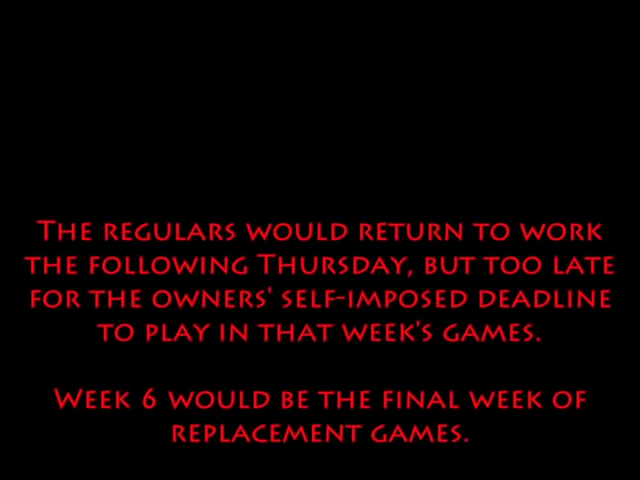 The regulars would return to work
the following Thursday, but too late
for the owners' self-imposed deadline
to play in that week's games.
Week 6 would be the final week of
replacement games.